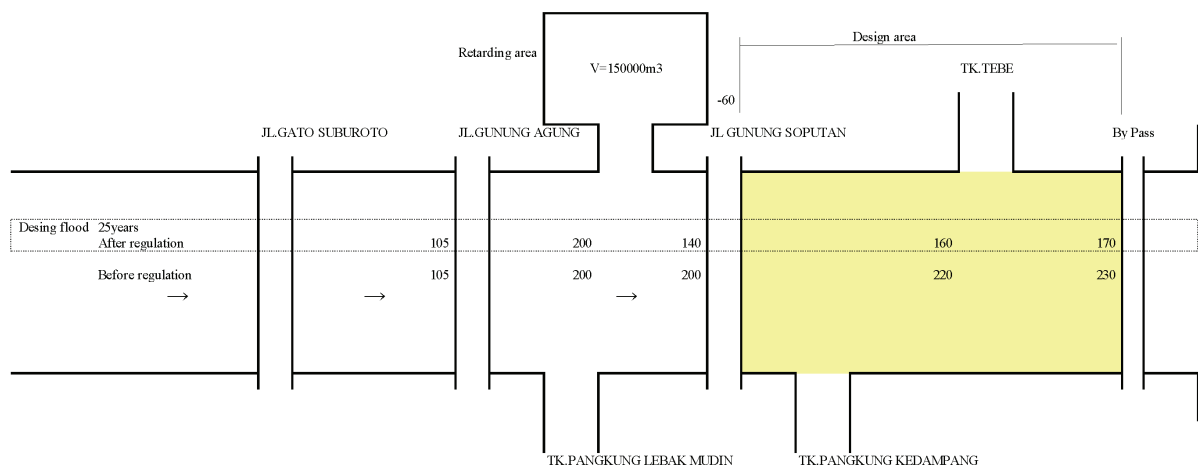 Design area
Retarding area
V=150000m3
TK.TEBE
-60
JL.GATO SUBUROTO
JL.GUNUNG AGUNG
JL GUNUNG SOPUTAN
By Pass
Desing flood 25years
After regulation 105 200 140 160 170
Before regulation 105 200 200 220 230
TK.PANGKUNG LEBAK MUDIN
TK.PANGKUNG KEDAMPANG